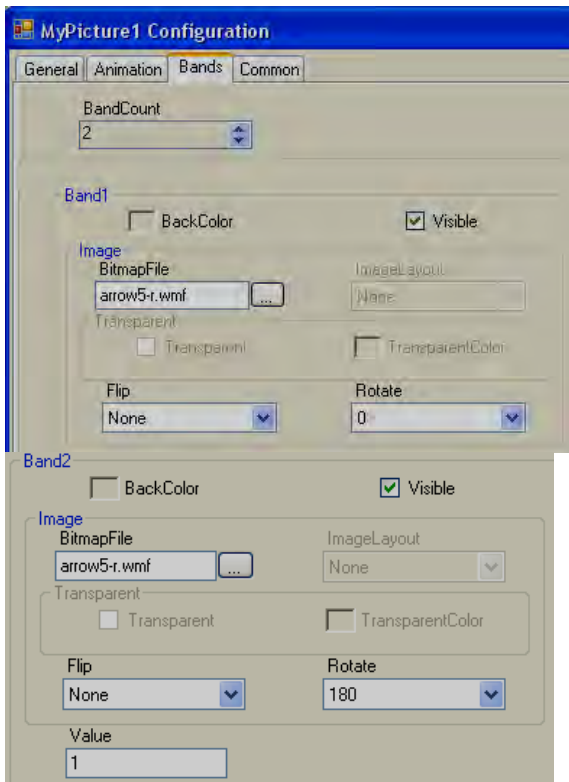 MyPicture1 Configuration
General Animation Bands Common
BandCount
2
Band1
BackColor Visible
Image
BitmapFile ImageLayout
arrow5-r.wmf ... None
Transparent
Transparent TransparentColor
Flip Rotate
None 0
Band2
BackColor Visible
Image
BitmapFile ImageLayout
arrow5-r.wmf ... None
Transparent
Transparent TransparentColor
Flip Rotate
None 180
Value
1